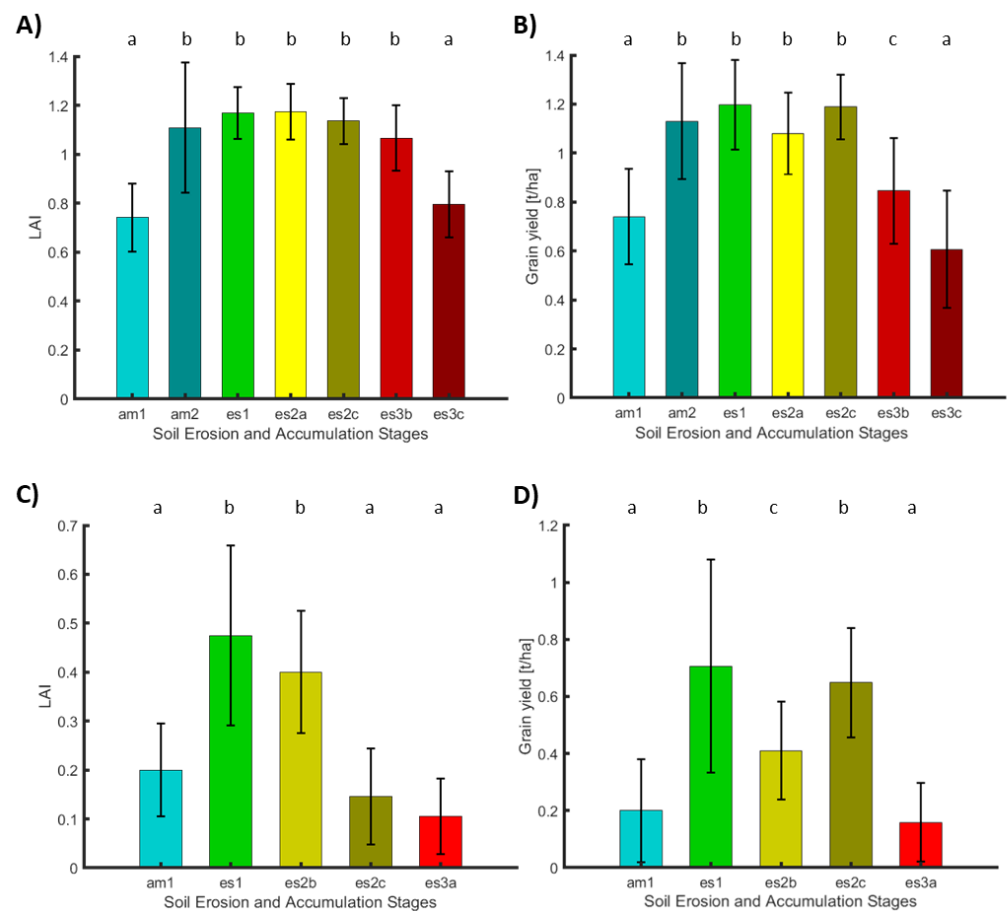 A)
a b b b b b a
LAI
1.4
1.2
1
0.8
0.6
0.4
0.2
0
am1 am2 es1 es2a es2c es3b es3c
Soil Erosion and Accumulation Stages
B)
a b b b b c a
Grain yield [t/ha]
1.4
1.2
1
0.8
0.6
0.4
0.2
0
am1 am2 es1 es2a es2c es3b es3c
Soil Erosion and Accumulation Stages
C)
a b b a a
LAI
0.7
0.6
0.5
0.4
0.3
0.2
0.1
0
am1 es1 es2b es2c es3a
Soil Erosion and Accumulation Stages
D)
a b c b a
Grain yield [t/ha]
1.2
1
0.8
0.6
0.4
0.2
0
am1 es1 es2b es2c es3a
Soil Erosion and Accumulation Stages